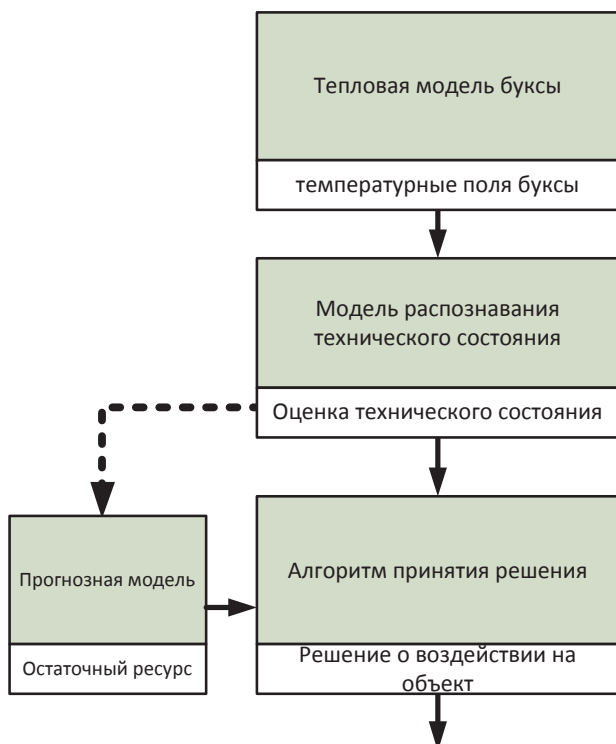 Тепловая модель буксы
температурные поля буксы
Модель распознавания
технического состояния
Оценка технического состояния
Прогнозная модель
Остаточный ресурс
Алгоритм принятия решения
Решение о воздействии на
объект